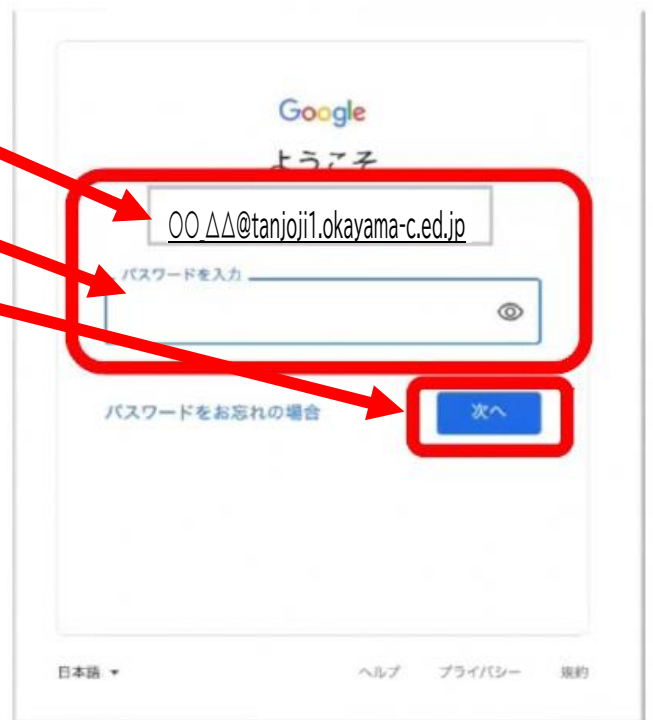 Google
ようこそ
〇〇_△△@tanjoji1.okayama-c.ed.jp
パスワードを入力
パスワードをお忘れの場合
次へ
日本語
ヘルプ プライバシー 規約